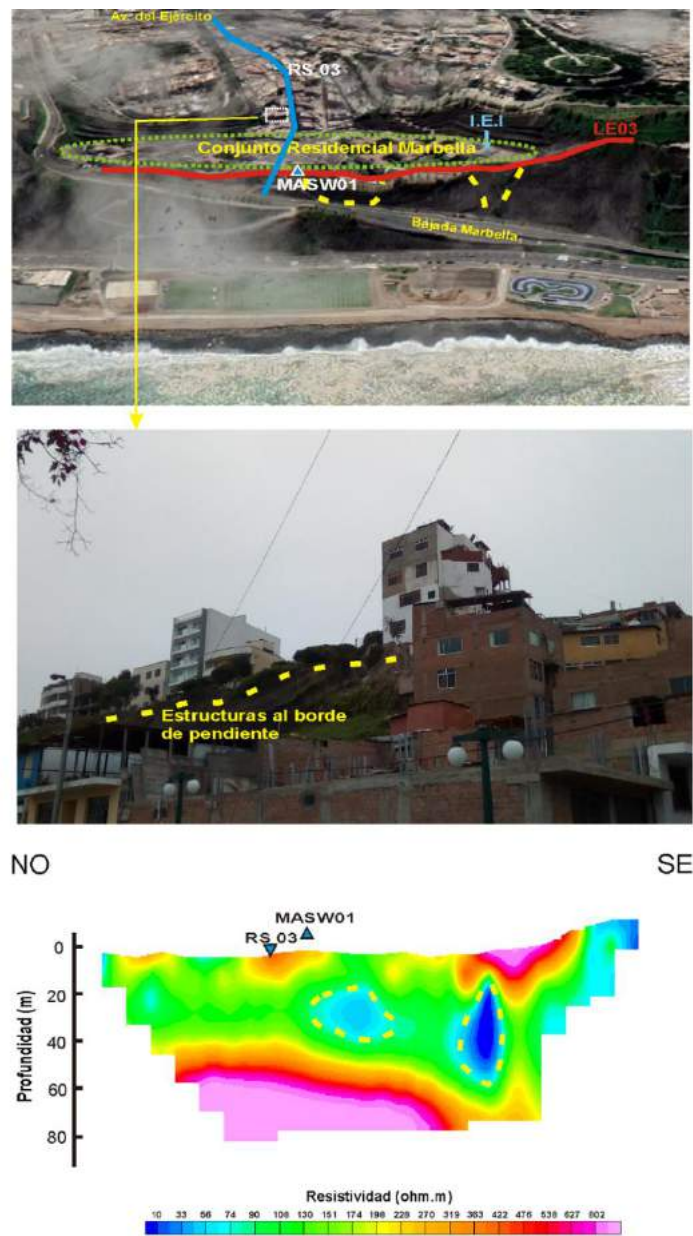 Av. del Ejército
RS 03
I.E.I
LE03
Conjunto Residencial Marbella
MASW01
Bajada Marbella
Estructuras al borde
de pendiente
NO
SE
MASW01
RS 03
Profundidad (m)
0
20
40
60
80
Resistividad (ohm.m)
10 33 56 74 90 108 130 151 174 198 228 270 319 363 422 476 538 627 802